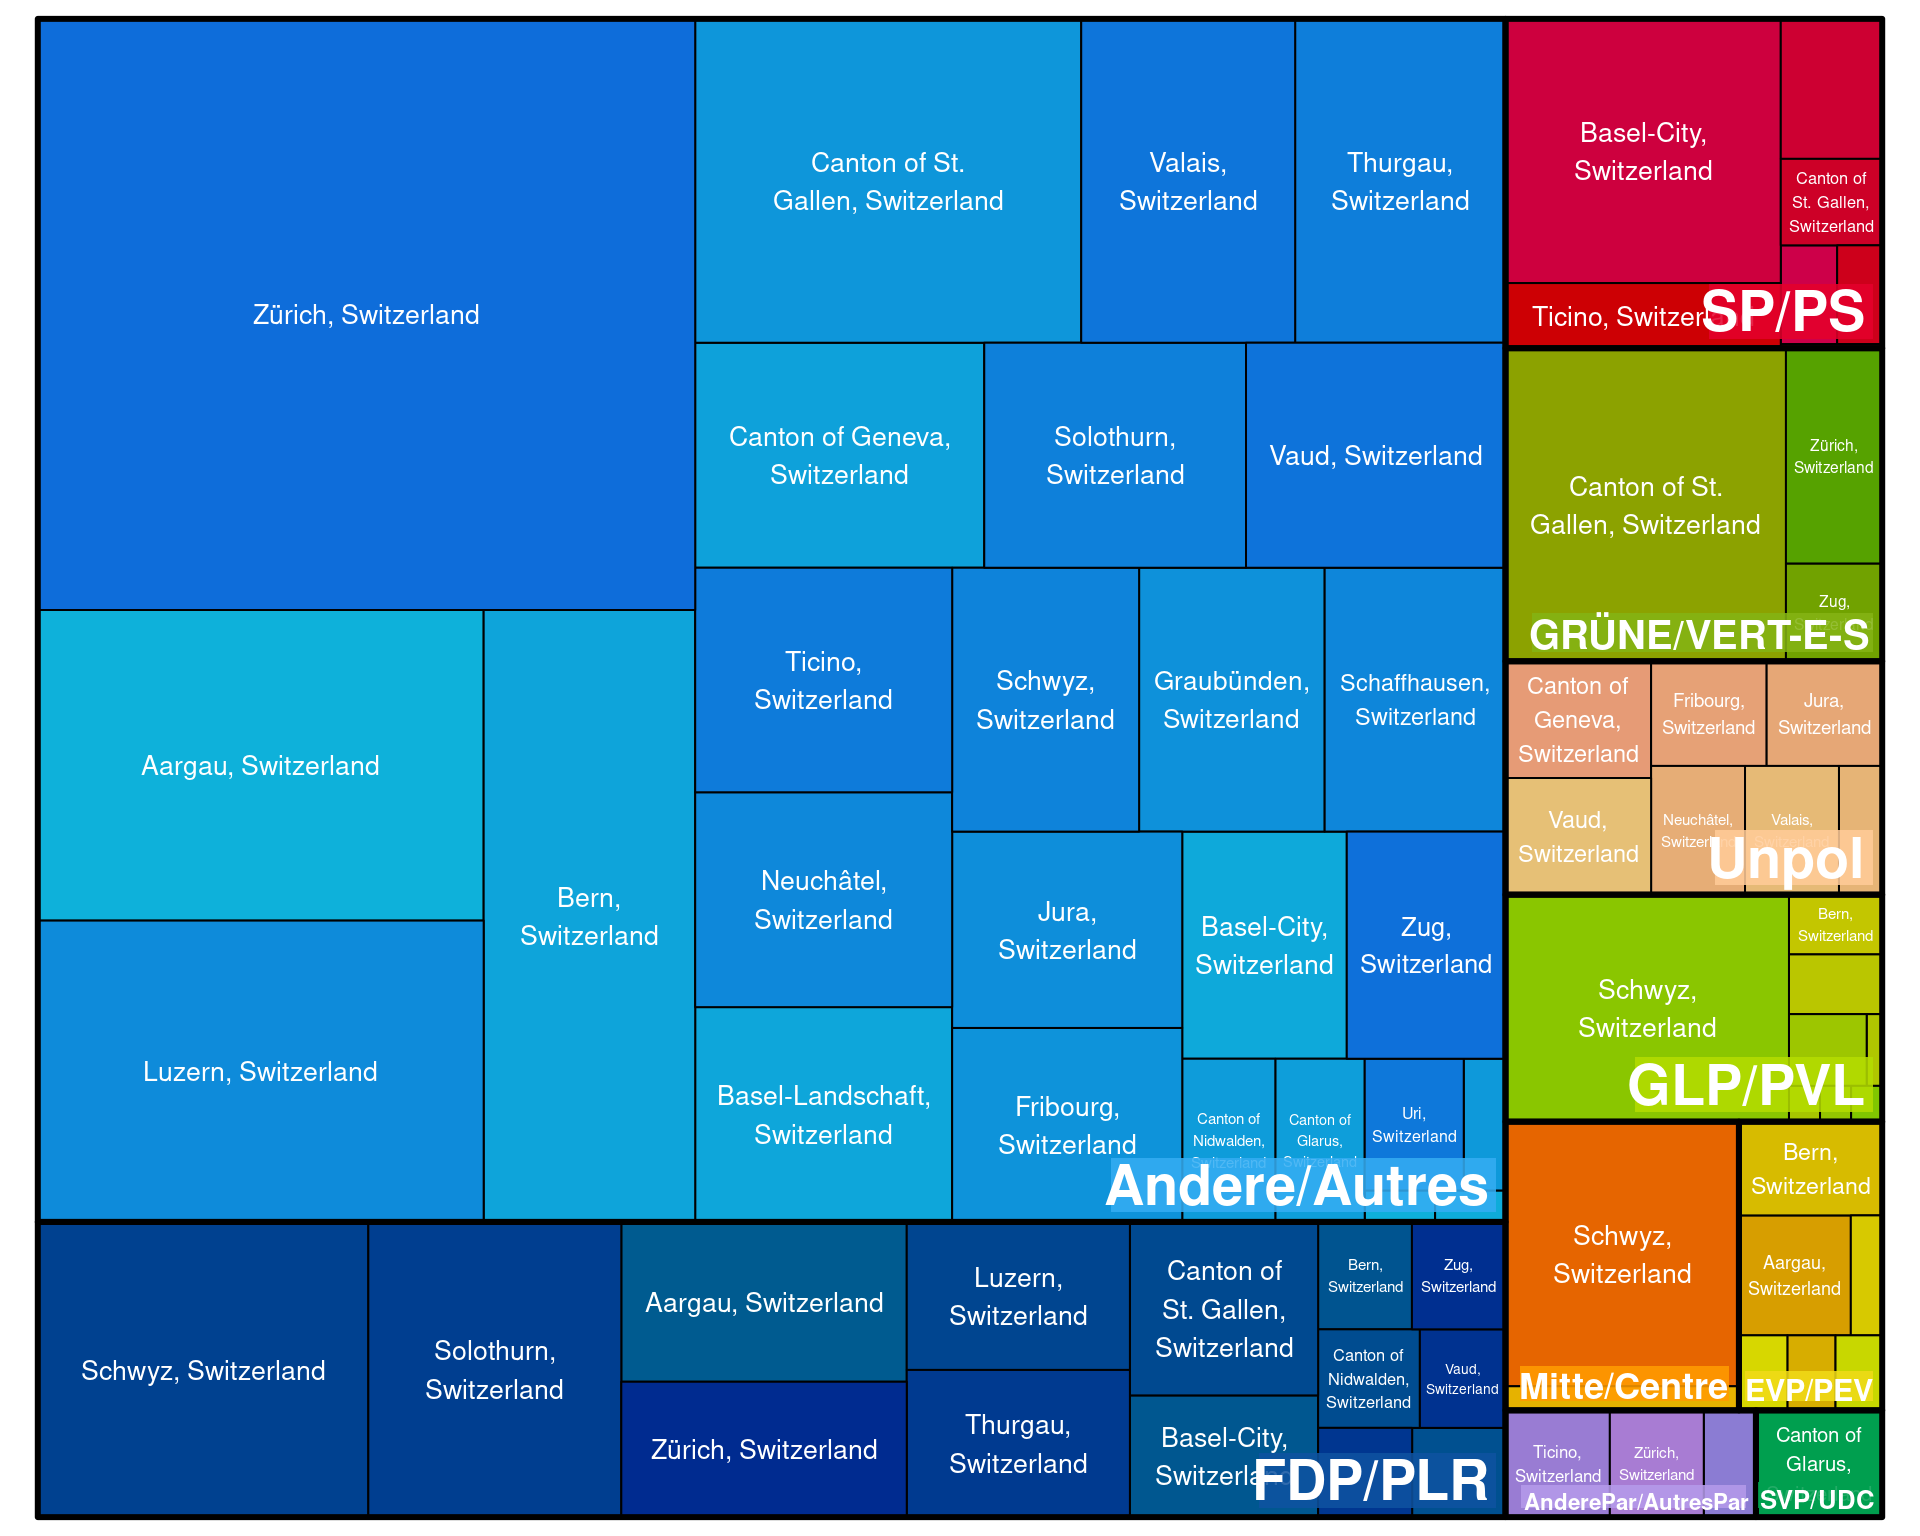 Zürich, Switzerland
Canton of St.
Gallen, Switzerland
Valais,
Switzerland
Thurgau,
Switzerland
Canton of Geneva,
Switzerland
Solothurn,
Switzerland
Vaud, Switzerland
Aargau, Switzerland
Luzern, Switzerland
Bern,
Switzerland
Ticino,
Switzerland
Schwyz,
Switzerland
Graubünden,
Switzerland
Schaffhausen,
Switzerland
Neuchâtel,
Switzerland
Basel-Landschaft,
Switzerland
Jura,
Switzerland
Basel-City,
Switzerland
Zug,
Switzerland
Fribourg,
Switzerland
Canton of
Nidwalden,
Switzerland
Canton of
Glarus,
Switzerland
Uri,
Switzerland
Andere/Autres
Schwyz, Switzerland
Solothurn,
Switzerland
Aargau, Switzerland
Zürich, Switzerland
Luzern,
Switzerland
Thurgau,
Switzerland
Canton of
St. Gallen,
Switzerland
Basel-City,
Switzerland
Bern,
Switzerland
Zug,
Switzerland
Canton of
Nidwalden,
Switzerland
Vaud,
Switzerland
FDP/PLR
Basel-City,
Switzerland
Canton of
St. Gallen,
Switzerland
Ticino, Switzerland
SP/PS
Canton of St.
Gallen, Switzerland
Zürich,
Switzerland
Zug,
Switzerland
GRÜNE/VERT-E-S
Canton of
Geneva,
Switzerland
Fribourg,
Switzerland
Jura,
Switzerland
Vaud,
Switzerland
Neuchâtel,
Switzerland
Valais,
Switzerland
Unpol
Schwyz,
Switzerland
Bern,
Switzerland
GLP/PVL
Schwyz,
Switzerland
Mitte/Centre
Bern,
Switzerland
Aargau,
Switzerland
EVP/PEV
Ticino,
Switzerland
Zürich,
Switzerland
AnderePar/AutresPar
Canton of
Glarus,
SVP/UDC